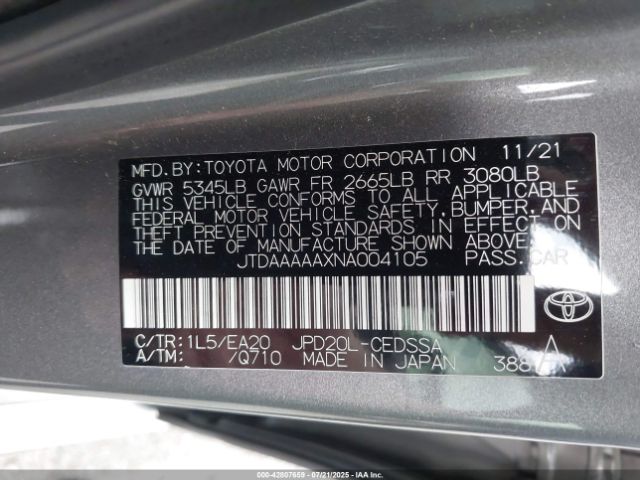 MFD.BY:TOYOTA MOTOR CORPORATION 11/21
GVWR 5345LB GAWR FR 2665LB RR 3080LB
THIS VEHICLE CONFORMS TO ALL APPLICABLE
FEDERAL MOTOR VEHICLE SAFETY, BUMPER, AND
THEFT PREVENTION STANDARDS IN EFFECT ON
THE DATE OF MANUFACTURE SHOWN ABOVE.
JTDAAAAAXNA004105 PASS.CAR
C/TR:1L5/EA20 JPD20L-CEDSSA A
A/TM: /Q710 MADE IN JAPAN
000-42807659 - 07/21/2025 - IAAI.COM